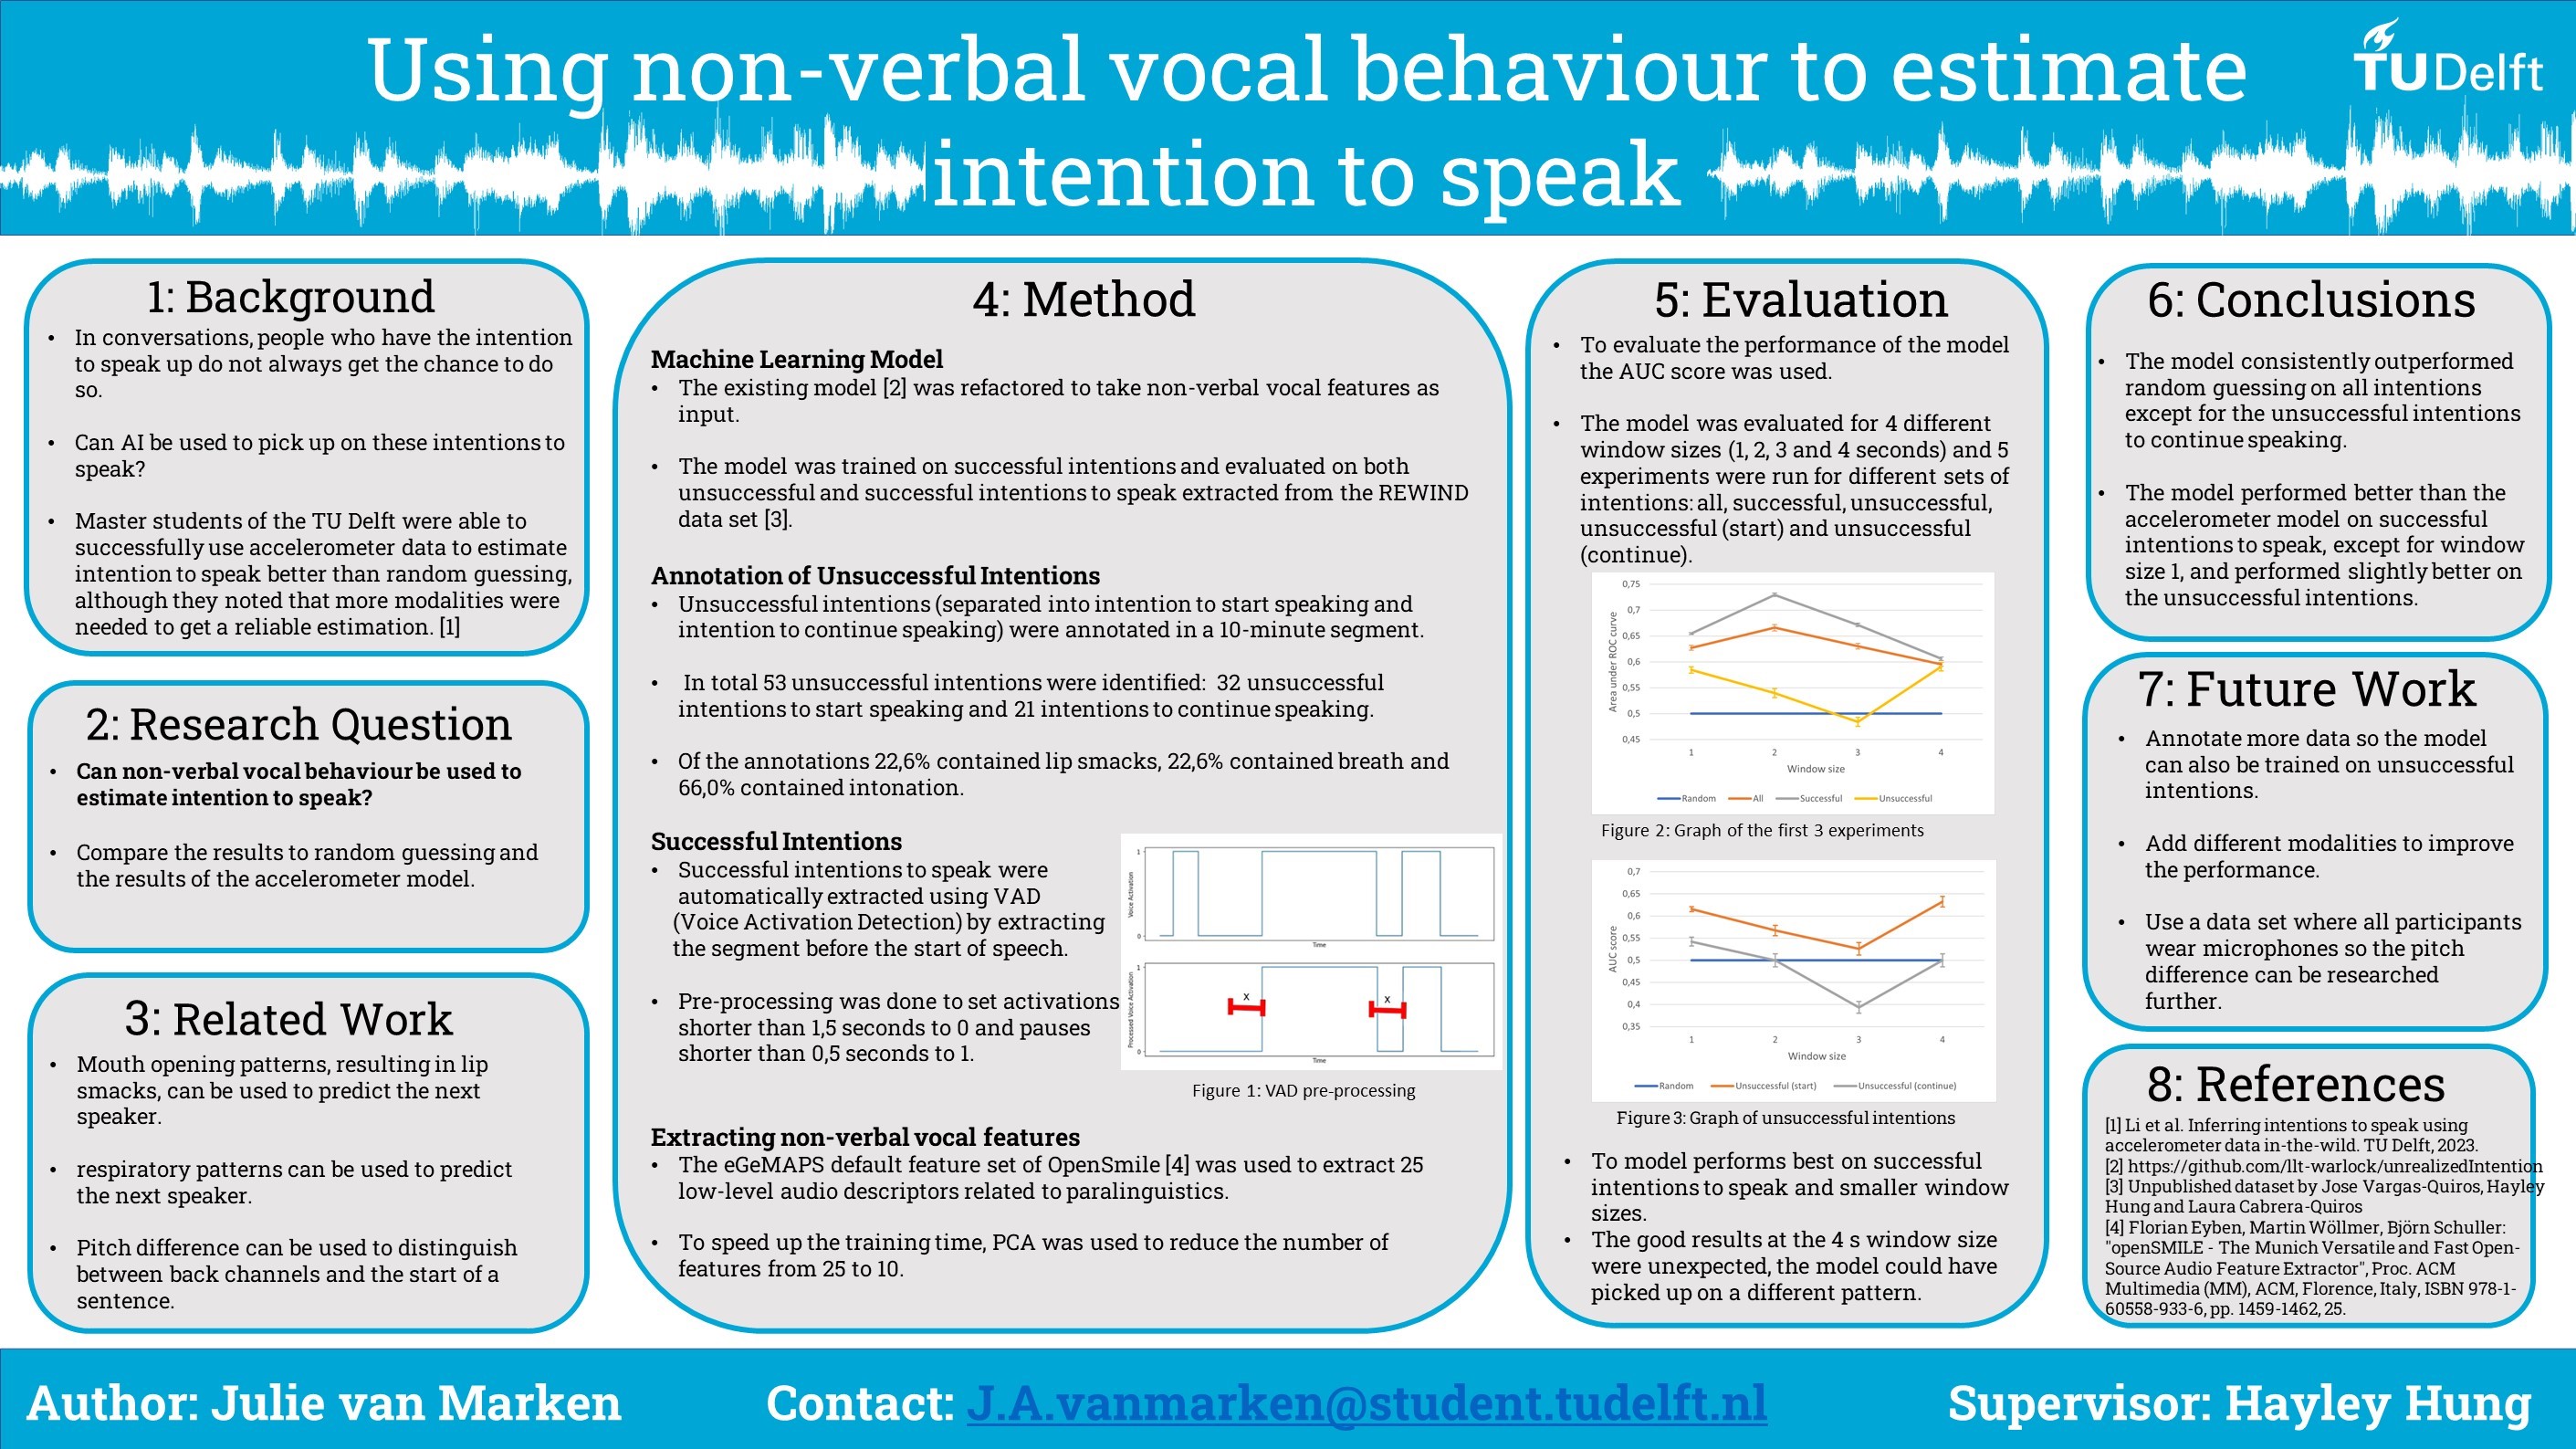 Using non-verbal vocal behaviour to estimate
intention to speak
TU Delft
1: Background
• In conversations, people who have the intention
to speak up do not always get the chance to do
so.
• Can AI be used to pick up on these intentions to
speak?
• Master students of the TU Delft were able to
successfully use accelerometer data to estimate
intention to speak better than random guessing,
although they noted that more modalities were
needed to get a reliable estimation. [1]
2: Research Question
• Can non-verbal vocal behaviour be used to
estimate intention to speak?
• Compare the results to random guessing and
the results of the accelerometer model.
3: Related Work
• Mouth opening patterns, resulting in lip
smacks, can be used to predict the next
speaker.
• respiratory patterns can be used to predict
the next speaker.
• Pitch difference can be used to distinguish
between back channels and the start of a
sentence.
4: Method
Machine Learning Model
• The existing model [2] was refactored to take non-verbal vocal features as
input.
• The model was trained on successful intentions and evaluated on both
unsuccessful and successful intentions to speak extracted from the REWIND
data set [3].
Annotation of Unsuccessful Intentions
• Unsuccessful intentions (separated into intention to start speaking and
intention to continue speaking) were annotated in a 10-minute segment.
• In total 53 unsuccessful intentions were identified: 32 unsuccessful
intentions to start speaking and 21 intentions to continue speaking.
• Of the annotations 22,6% contained lip smacks, 22,6% contained breath and
66,0% contained intonation.
Successful Intentions
• Successful intentions to speak were
automatically extracted using VAD
(Voice Activation Detection) by extracting
the segment before the start of speech.
• Pre-processing was done to set activations
shorter than 1,5 seconds to 0 and pauses
shorter than 0,5 seconds to 1.
Voice Activation
1
0
Time
Processed Voice Activation
1
x
x
0
Time
Figure 1: VAD pre-processing
Extracting non-verbal vocal features
• The eGeMAPS default feature set of OpenSmile [4] was used to extract 25
low-level audio descriptors related to paralinguistics.
• To speed up the training time, PCA was used to reduce the number of
features from 25 to 10.
5: Evaluation
• To evaluate the performance of the model
the AUC score was used.
• The model was evaluated for 4 different
window sizes (1, 2, 3 and 4 seconds) and 5
experiments were run for different sets of
intentions: all, successful, unsuccessful,
unsuccessful (start) and unsuccessful
(continue).
Area under ROC curve
0,75
0,7
0,65
0,6
0,55
0,5
0,45
1 2 3 4
Window size
Random All Successful Unsuccessful
Figure 2: Graph of the first 3 experiments
AUC score
0,7
0,65
0,6
0,55
0,5
0,45
0,4
0,35
1 2 3 4
Window size
Random Unsuccessful (start) Unsuccessful (continue)
Figure 3: Graph of unsuccessful intentions
• To model performs best on successful
intentions to speak and smaller window
sizes.
• The good results at the 4 s window size
were unexpected, the model could have
picked up on a different pattern.
6: Conclusions
• The model consistently outperformed
random guessing on all intentions
except for the unsuccessful intentions
to continue speaking.
• The model performed better than the
accelerometer model on successful
intentions to speak, except for window
size 1, and performed slightly better on
the unsuccessful intentions.
7: Future Work
• Annotate more data so the model
can also be trained on unsuccessful
intentions.
• Add different modalities to improve
the performance.
• Use a data set where all participants
wear microphones so the pitch
difference can be researched
further.
8: References
[1] Li et al. Inferring intentions to speak using
accelerometer data in-the-wild. TU Delft, 2023.
[2] https://github.com/llt-warlock/unrealizedIntention
[3] Unpublished dataset by Jose Vargas-Quiros, Hayley
Hung and Laura Cabrera-Quiros
[4] Florian Eyben, Martin Wöllmer, Björn Schuller:
"openSMILE - The Munich Versatile and Fast Open-
Source Audio Feature Extractor", Proc. ACM
Multimedia (MM), ACM, Florence, Italy, ISBN 978-1-
60558-933-6, pp. 1459-1462, 25.
Author: Julie van Marken
Contact: J.A.vanmarken@student.tudelft.nl
Supervisor: Hayley Hung